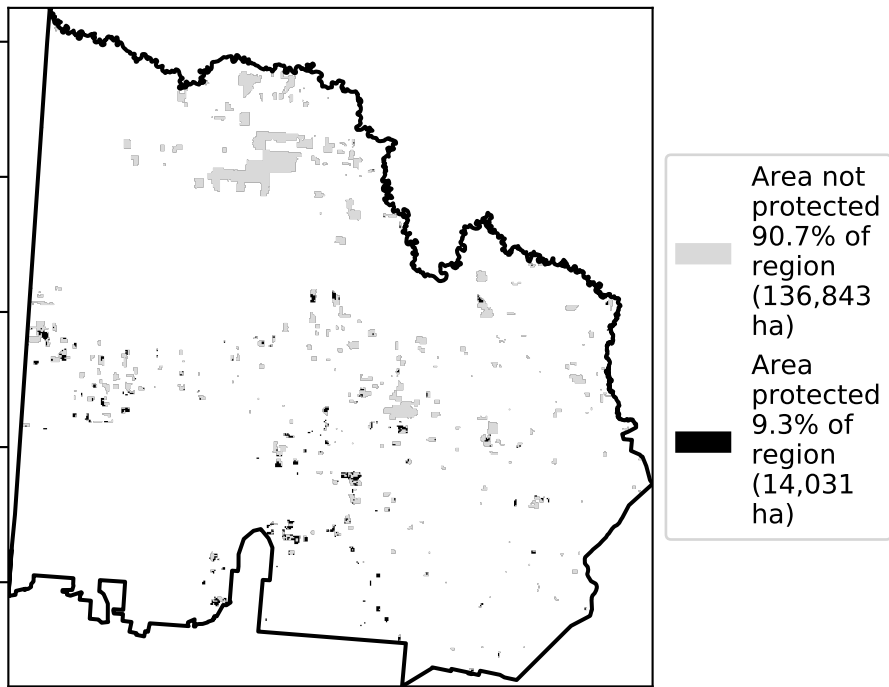 Area not
protected
90.7% of
region
(136,843
ha)
Area
protected
9.3% of
region
(14,031
ha)